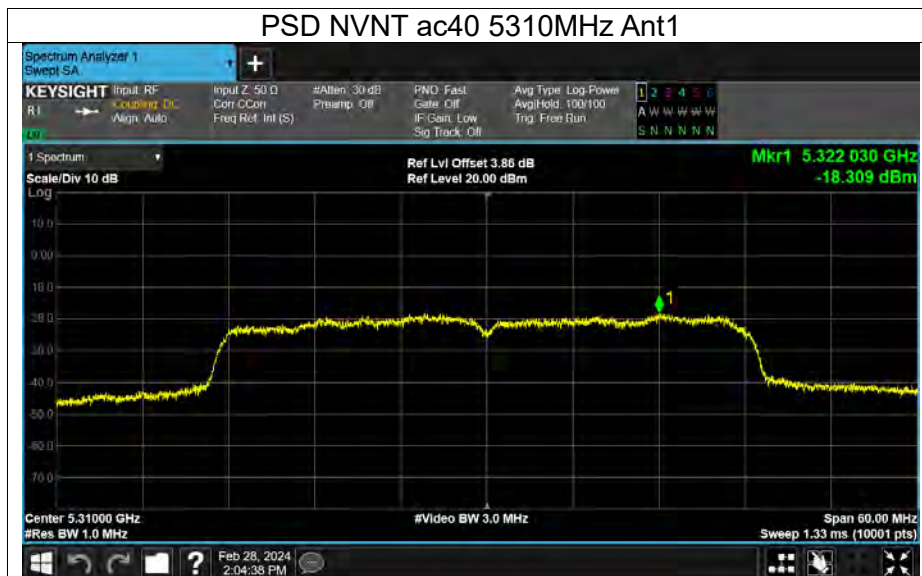 PSD NVNT ac40 5310MHz Ant1
Spectrum Analyzer 1
Swept SA
+
KEYSIGHT Input: RF
Input Z: 50 Ω
#Atten: 30 dB
PNO: Fast
Avg Type: Log-Power
1 2 3 4 5 6
Coupling: DC
Corr CCorr
Preamp: Off
Gate: Off
Avg|Hold: 100/100
A W W W W W
Align: Auto
Freq Ref: Int (S)
IF Gain: Low
Trig: Free Run
Sig Track: Off
S N N N N N
1 Spectrum
Ref Lvl Offset 3.86 dB
Mkr1 5.322 030 GHz
Scale/Div 10 dB
Ref Level 20.00 dBm
-18.309 dBm
Log
10.0
0.00
1
-40.0
-50.0
-60.0
-70.0
Center 5.31000 GHz
#Video BW 3.0 MHz
Span 60.00 MHz
#Res BW 1.0 MHz
Sweep 1.33 ms (10001 pts)
?
Feb 28, 2024
2:04:38 PM